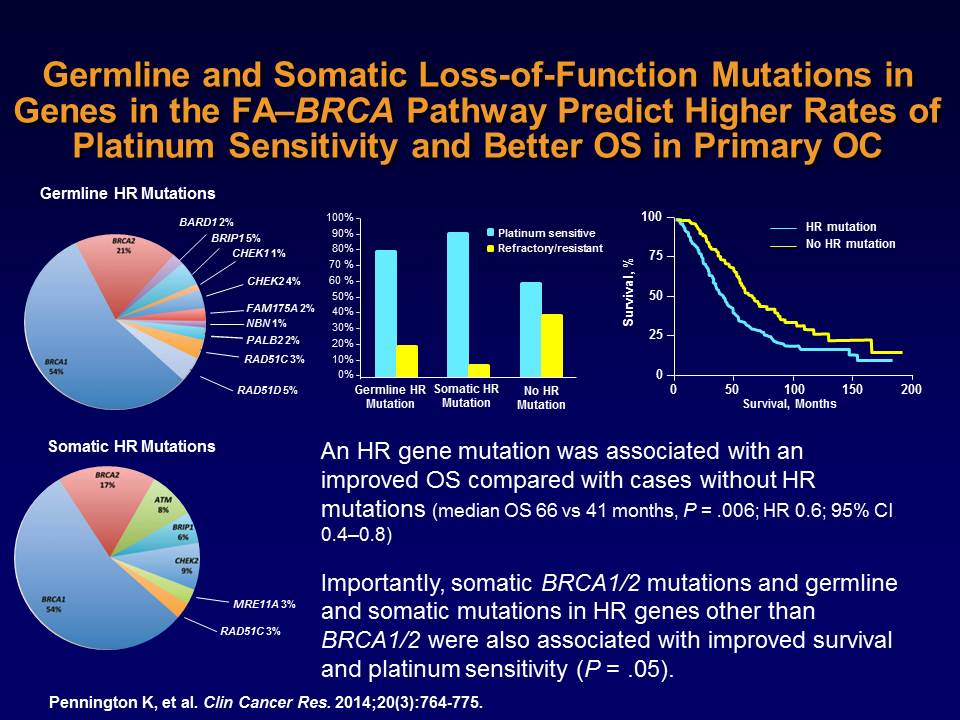 Germline and Somatic Loss-of-Function Mutations in
Genes in the FA–BRCA Pathway Predict Higher Rates of
Platinum Sensitivity and Better OS in Primary OC
Germline HR Mutations
BARD1 2%
BRIP1 5%
CHEK1 1%
CHEK2 4%
FAM175A 2%
NBN 1%
PALB2 2%
RAD51C 3%
RAD51D 5%
BRCA2
21%
BRCA1
54%
100%
90%
80%
70 %
60 %
50%
40%
30%
20%
10%
0%
Platinum sensitive
Refractory/resistant
Germline HR
Mutation
Somatic HR
Mutation
No HR
Mutation
Survival, %
100
75
50
25
0
HR mutation
No HR mutation
0 50 100 150 200
Survival, Months
Somatic HR Mutations
BRCA2
17%
ATM
8%
BRIP1
6%
CHEK2
9%
MRE11A 3%
RAD51C 3%
BRCA1
54%
An HR gene mutation was associated with an
improved OS compared with cases without HR
mutations (median OS 66 vs 41 months, P = .006; HR 0.6; 95% CI
0.4–0.8)
Importantly, somatic BRCA1/2 mutations and germline
and somatic mutations in HR genes other than
BRCA1/2 were also associated with improved survival
and platinum sensitivity (P = .05).
Pennington K, et al. Clin Cancer Res. 2014;20(3):764-775.